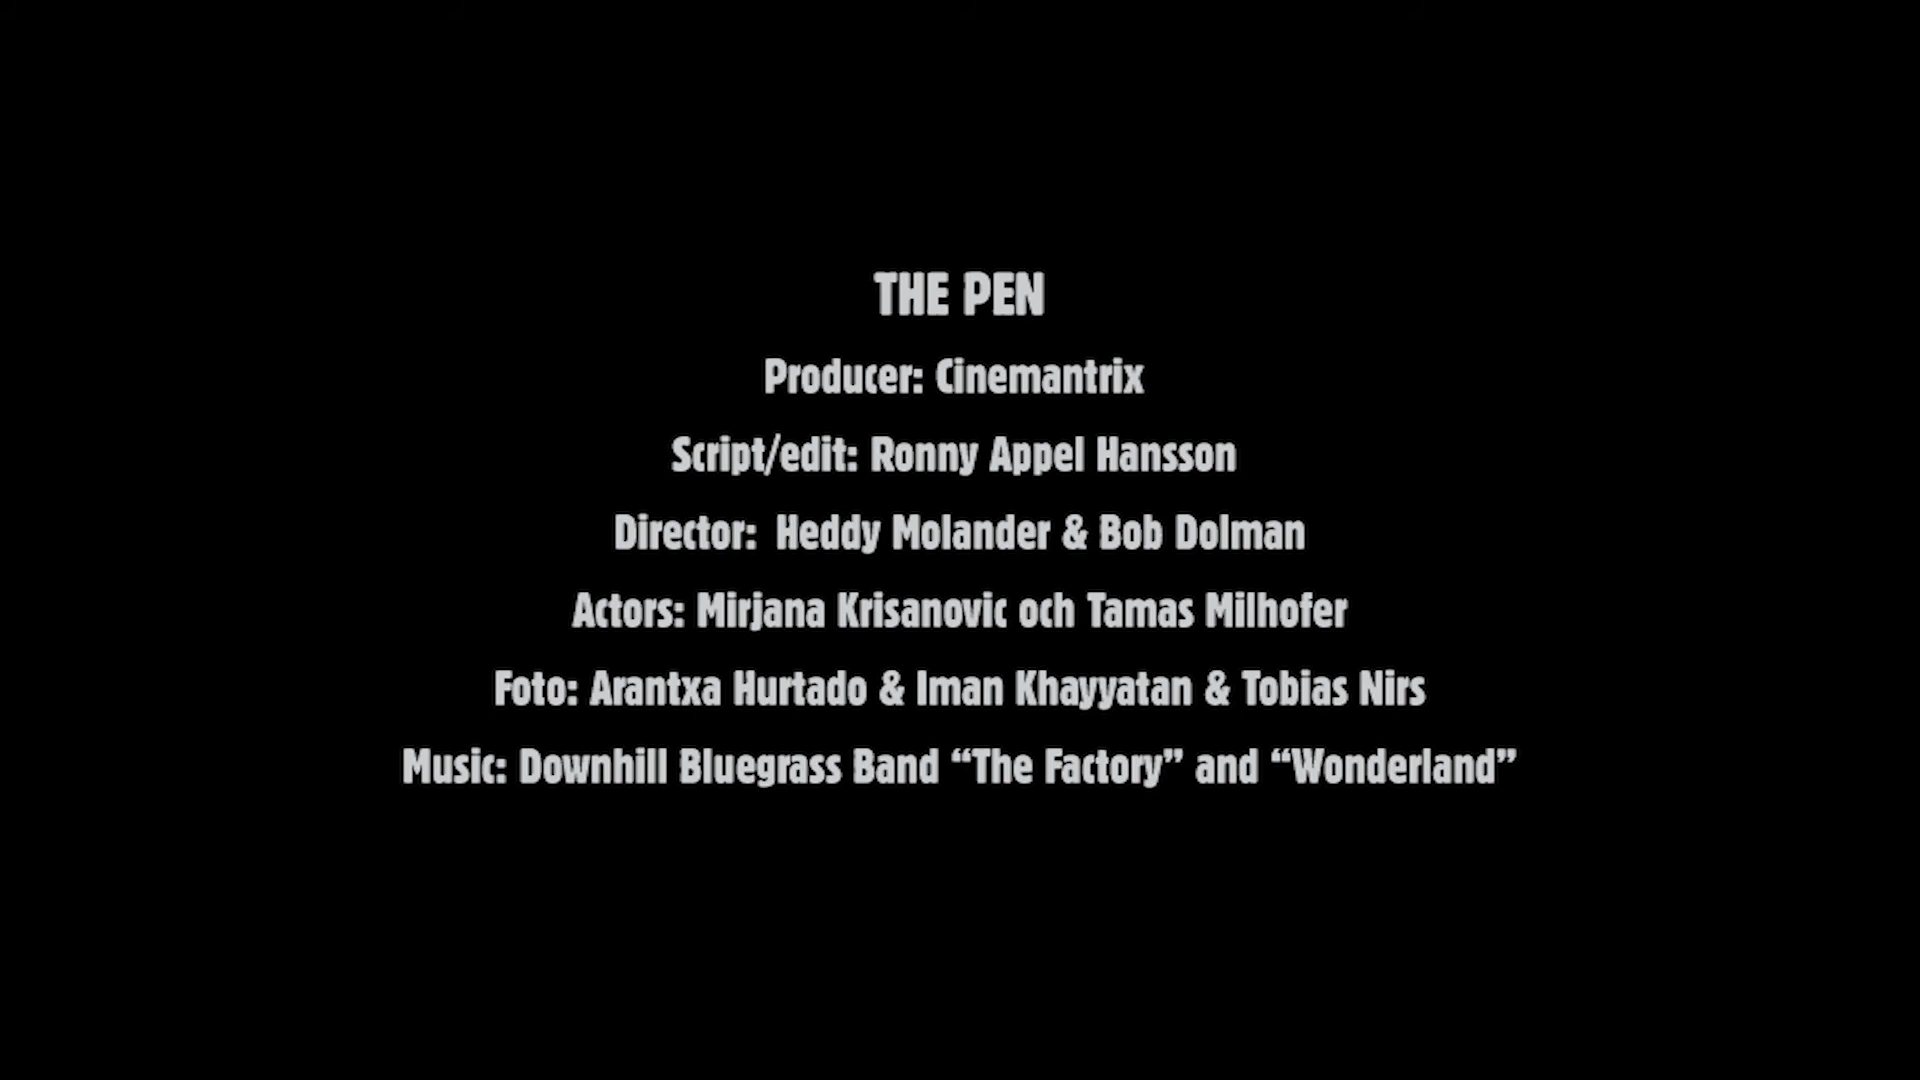 THE PEN
Producer: Cinemantrix
Script/edit: Ronny Appel Hansson
Director: Heddy Molander & Bob Dolman
Actors: Mirjana Krisanovic och Tamas Milhofer
Foto: Arantxa Hurtado & Iman Khayyatan & Tobias Nirs
Music: Downhill Bluegrass Band “The Factory” and “Wonderland”